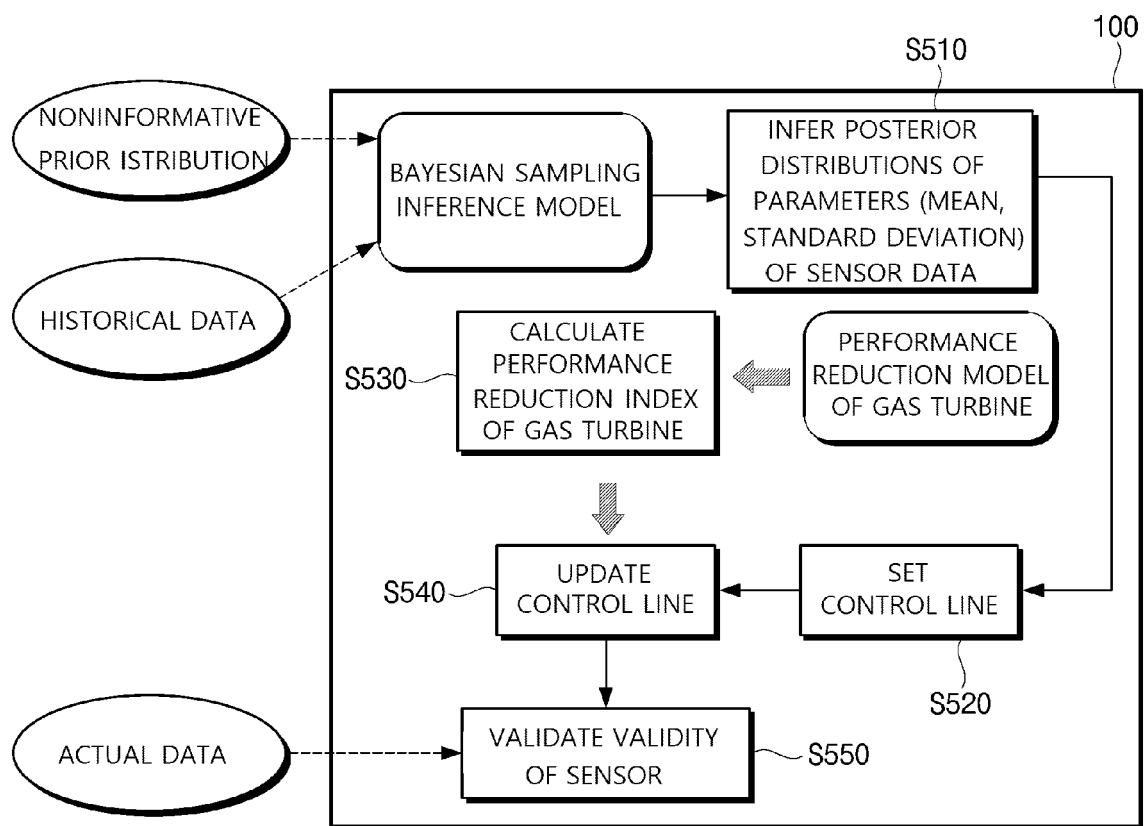 100
S510
NONINFORMATIVE
PRIOR ISTRIBUTION
BAYESIAN SAMPLING
INFERENCE MODEL
INFER POSTERIOR
DISTRIBUTIONS OF
PARAMETERS (MEAN,
STANDARD DEVIATION)
OF SENSOR DATA
HISTORICAL DATA
S530
CALCULATE
PERFORMANCE
REDUCTION INDEX
OF GAS TURBINE
PERFORMANCE
REDUCTION MODEL
OF GAS TURBINE
S540
UPDATE
CONTROL LINE
SET
CONTROL LINE
S520
ACTUAL DATA
VALIDATE VALIDITY
OF SENSOR
S550